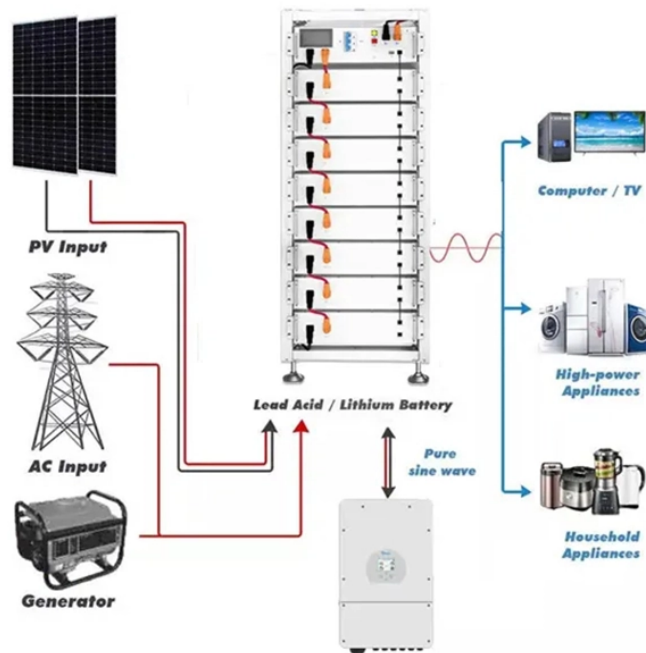 PV Input
AC Input
Generator
Lead Acid / Lithium Battery
Pure
sine wave
Computer / TV
High-power
Appliances
Household
Appliances